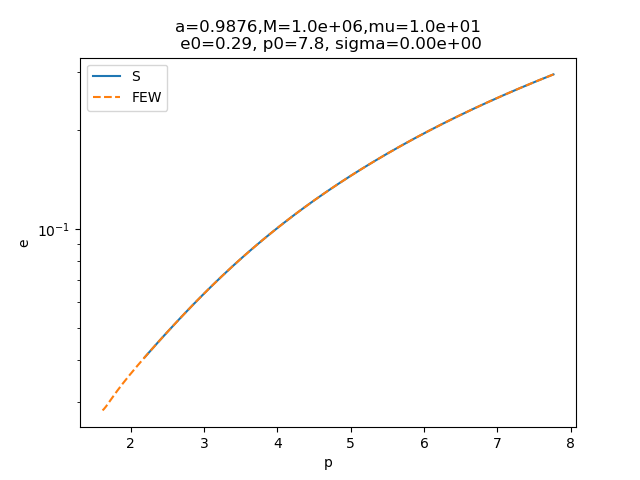 a=0.9876,M=1.0e+06,mu=1.0e+01
e0=0.29, p0=7.8, sigma=0.00e+00
S
FEW
e
10⁻¹
2 3 4 5 6 7 8
p